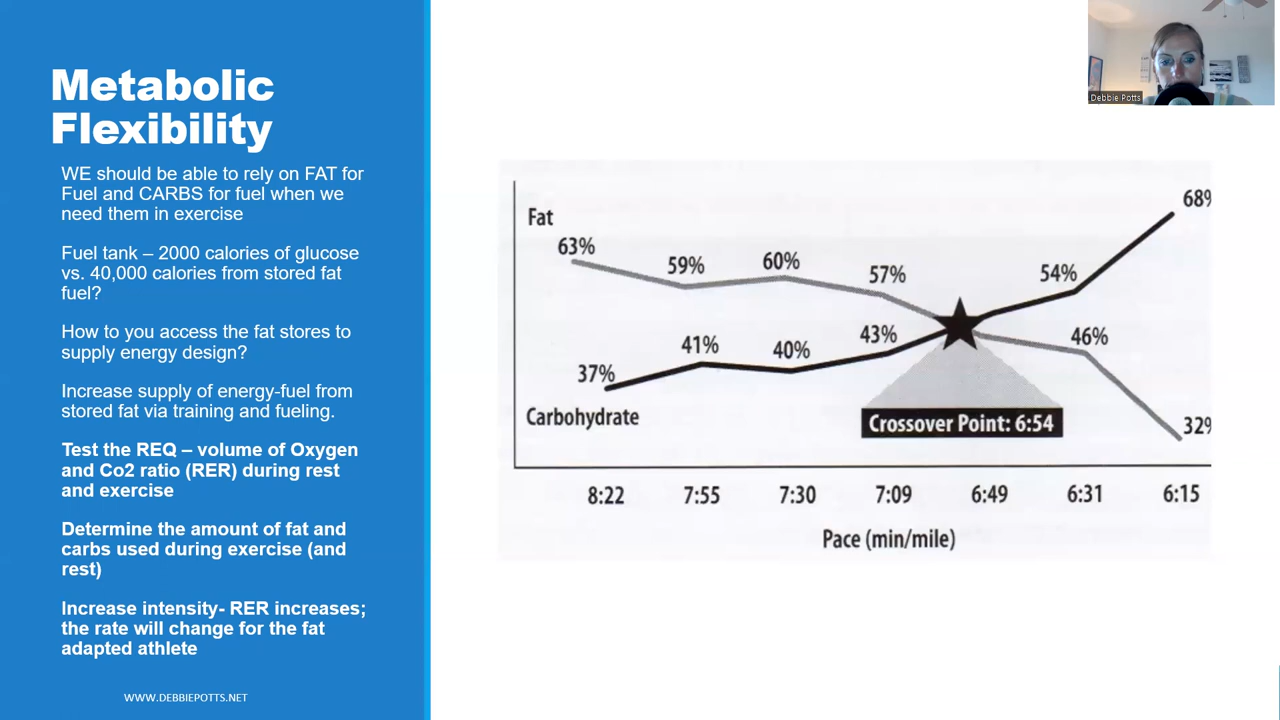 Metabolic
Flexibility
WE should be able to rely on FAT for
Fuel and CARBS for fuel when we
need them in exercise
Fuel tank – 2000 calories of glucose
vs. 40,000 calories from stored fat
fuel?
How to you access the fat stores to
supply energy design?
Increase supply of energy-fuel from
stored fat via training and fueling.
Test the REQ – volume of Oxygen
and Co2 ratio (RER) during rest
and exercise
Determine the amount of fat and
carbs used during exercise (and
rest)
Increase intensity- RER increases;
the rate will change for the fat
adapted athlete
WWW.DEBBIEPOTTS.NET
Debbie Potts
Fat
63%
59%
60%
57%
54%
68%
37%
41%
40%
43%
46%
32%
Carbohydrate
Crossover Point: 6:54
8:22 7:55 7:30 7:09 6:49 6:31 6:15
Pace (min/mile)